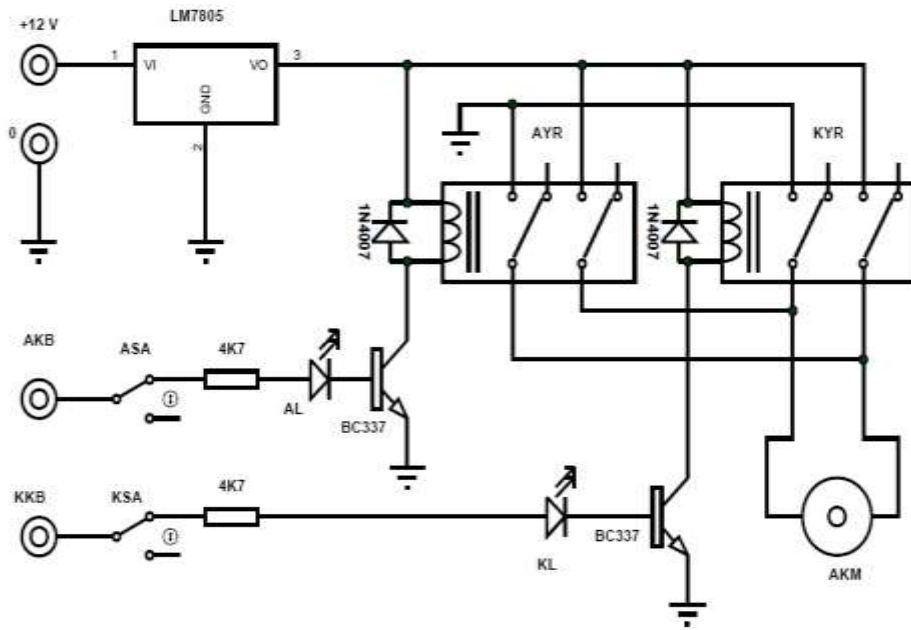 +12 V
LM7805
1
VI
VO
3
GND
2
0
AYR
KYR
1N4007
1N4007
AKB
ASA
4K7
AL
BC337
KKB
KSA
4K7
KL
BC337
AKM